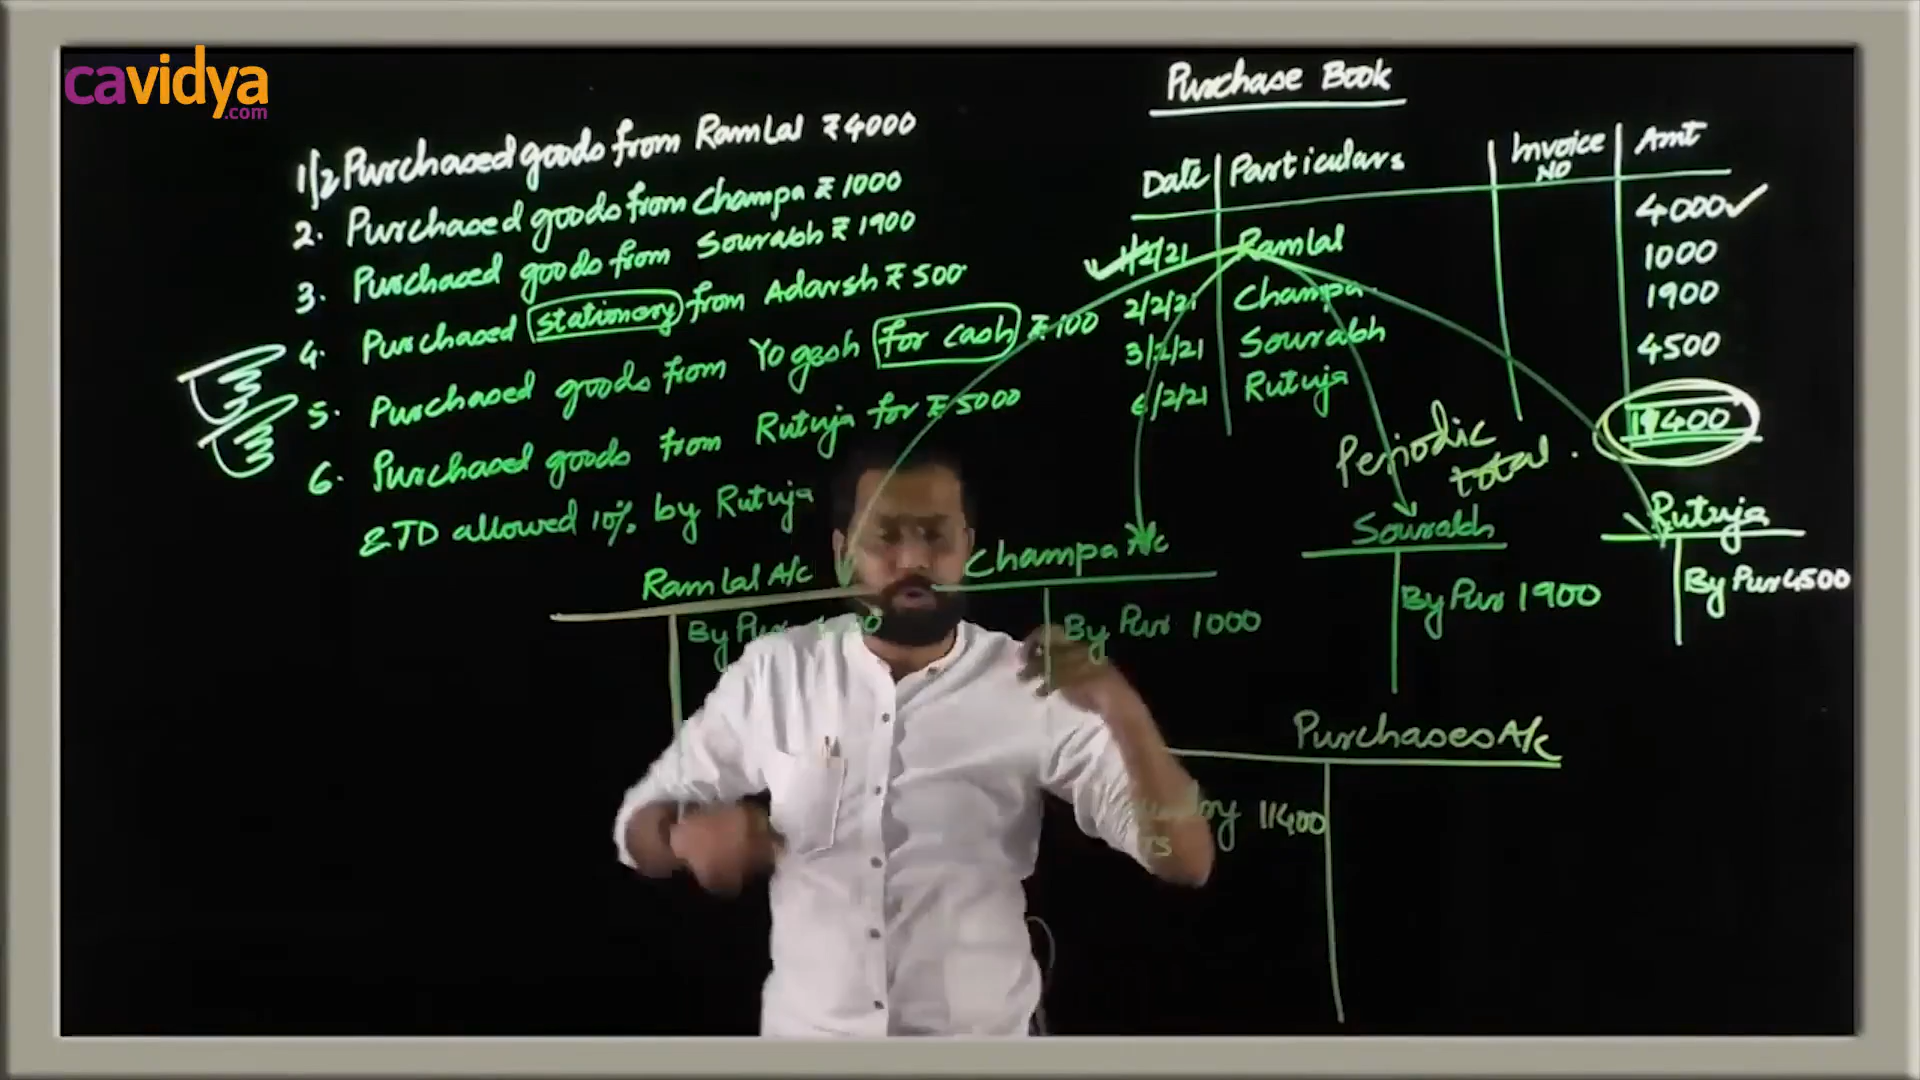 cavidya
.com
1/2 Purchased goods from Ramlal ₹4000
2. Purchased goods from Champa ₹ 1000
3. Purchased goods from Sourabh ₹ 1900
4. Purchased stationery from Adarsh ₹ 500
5. Purchased goods from Yogesh for cash ₹ 100
6. Purchased goods from Rutuja for ₹ 5000
& TD allowed 10% by Rutuja
Purchase Book
Date Particulars Invoice No Amt
1/2/21 Ramlal 4000
2/2/21 Champa 1000
3/2/21 Sourabh 1900
6/2/21 Rutuja 4500
11400
Periodic total
Ramlal A/c
By Pur
Champa A/c
By Pur 1000
Sourabh
By Pur 1900
Rutuja
By Pur 4500
Purchases A/c
11400